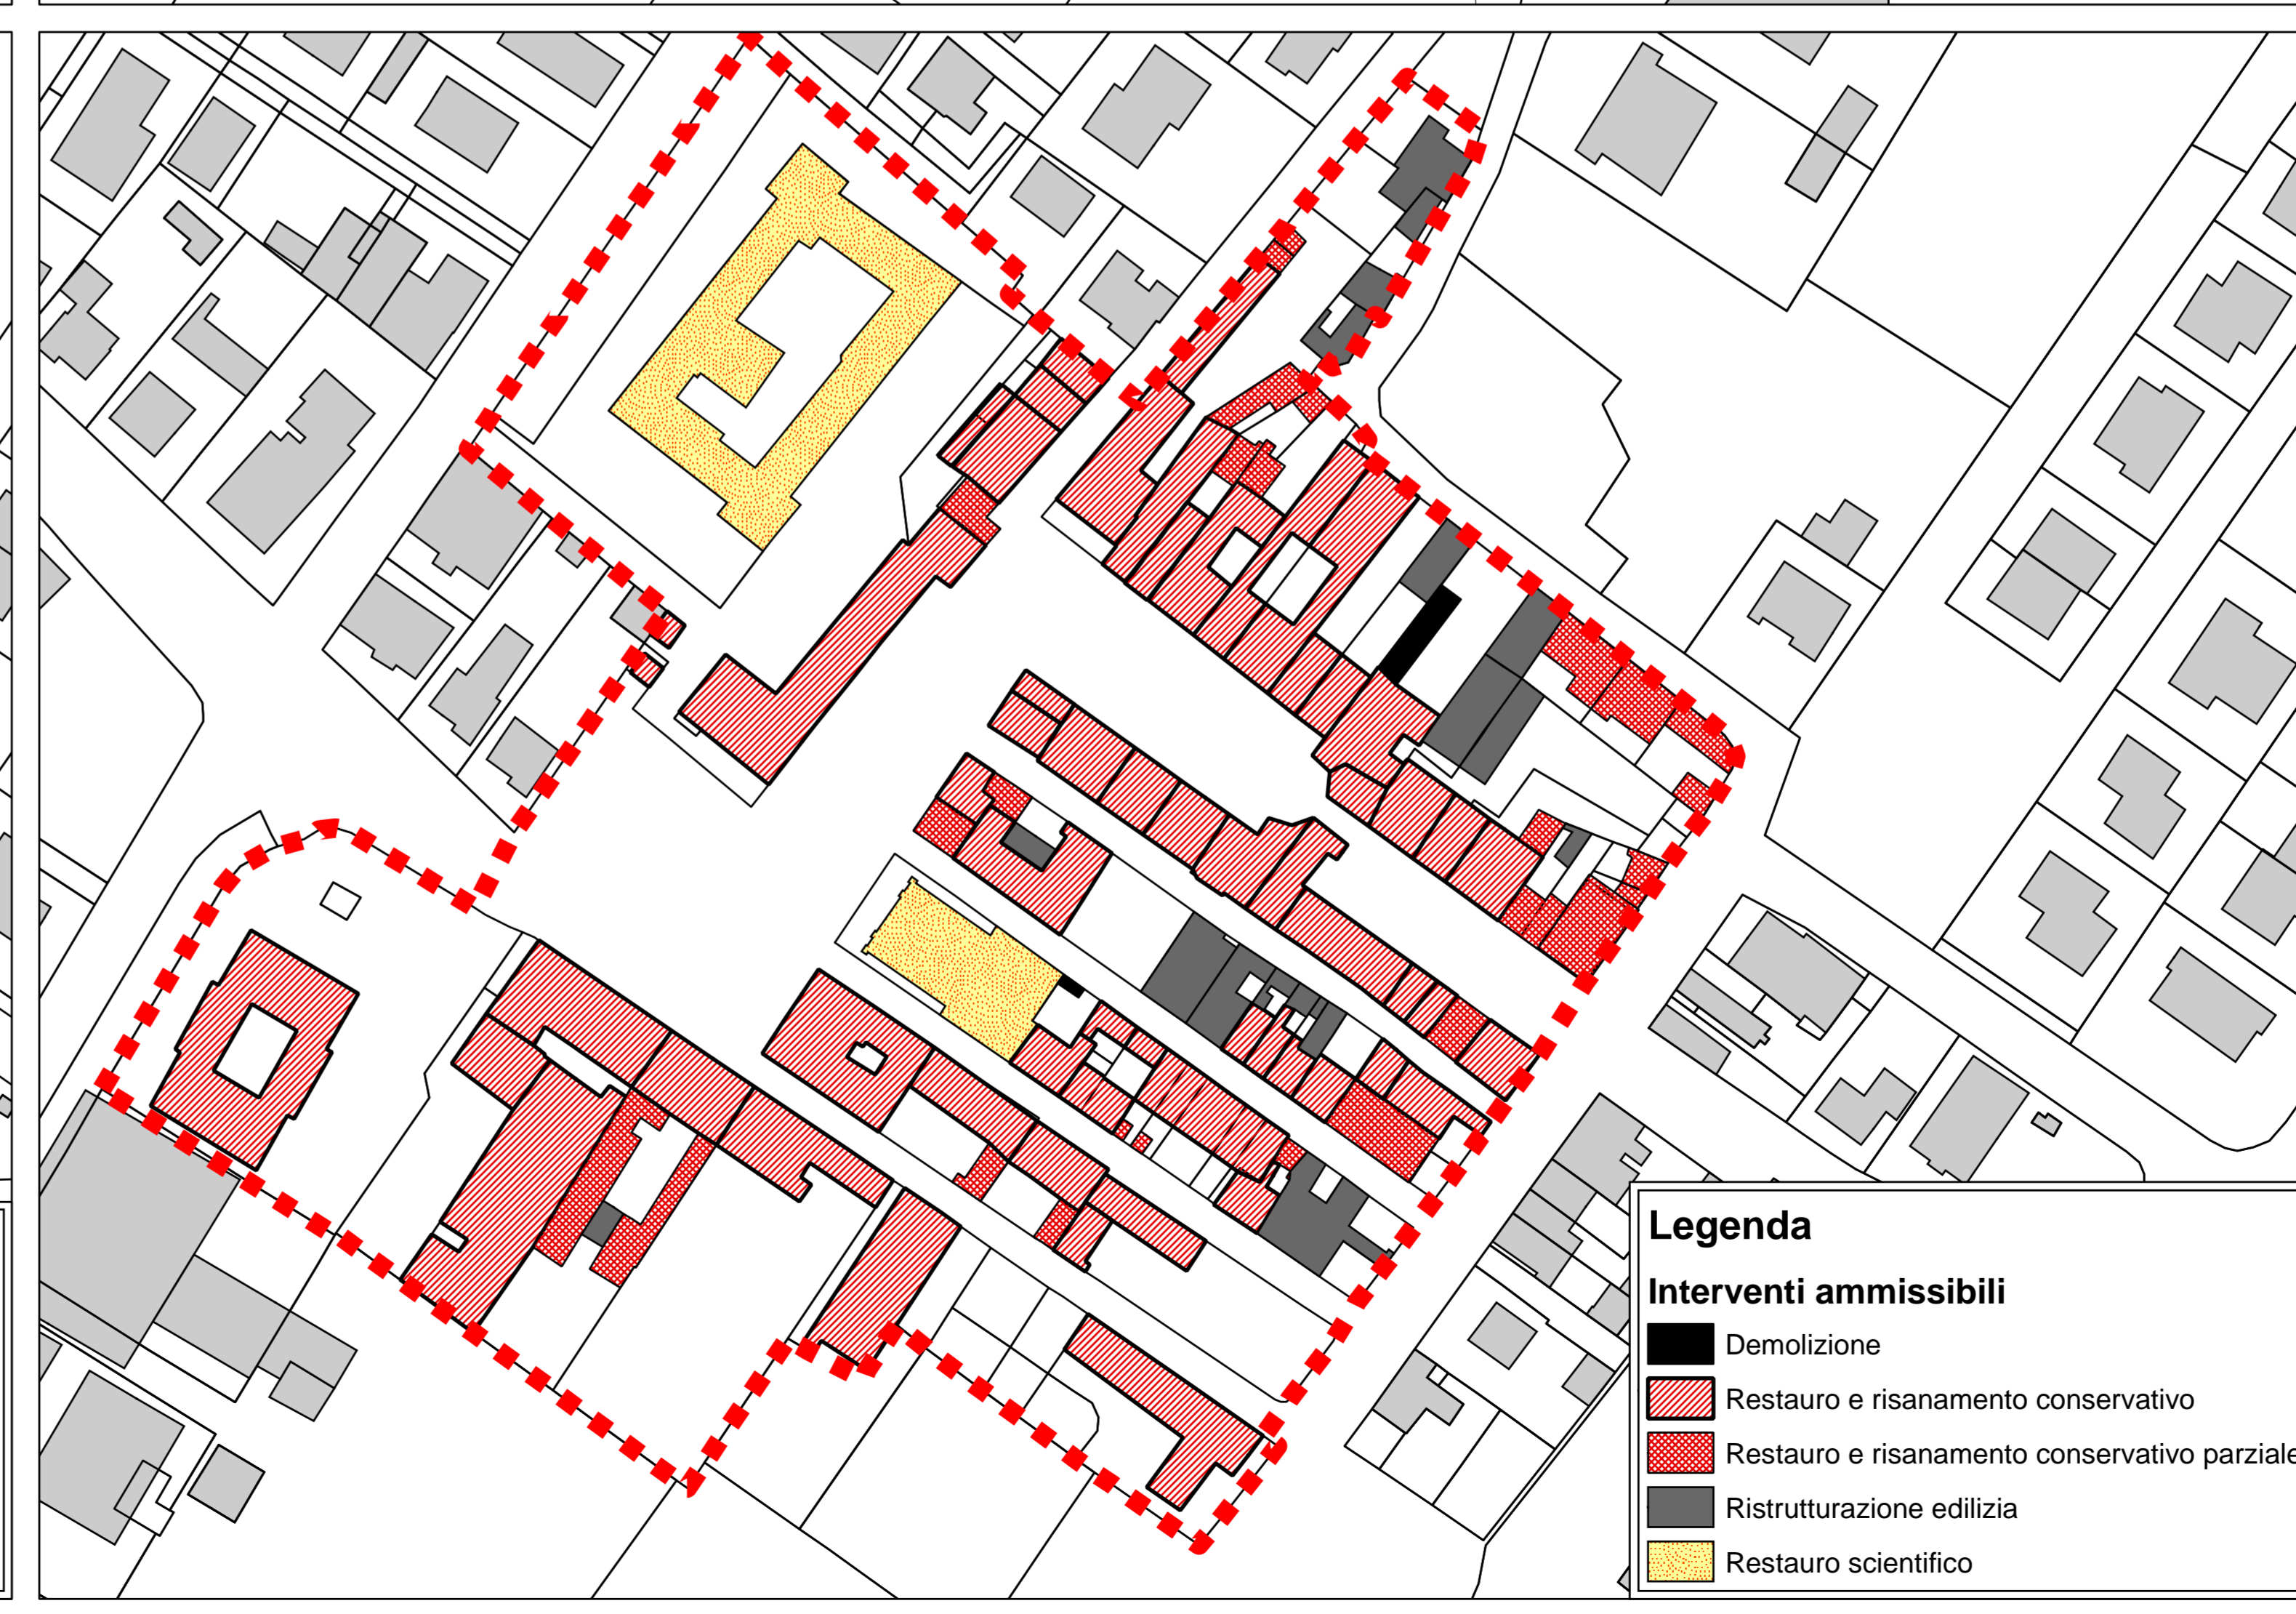 Legenda
Interventi ammissibili
Demolizione
Restauro e risanamento conservativo
Restauro e risanamento conservativo parziale
Ristrutturazione edilizia
Restauro scientifico